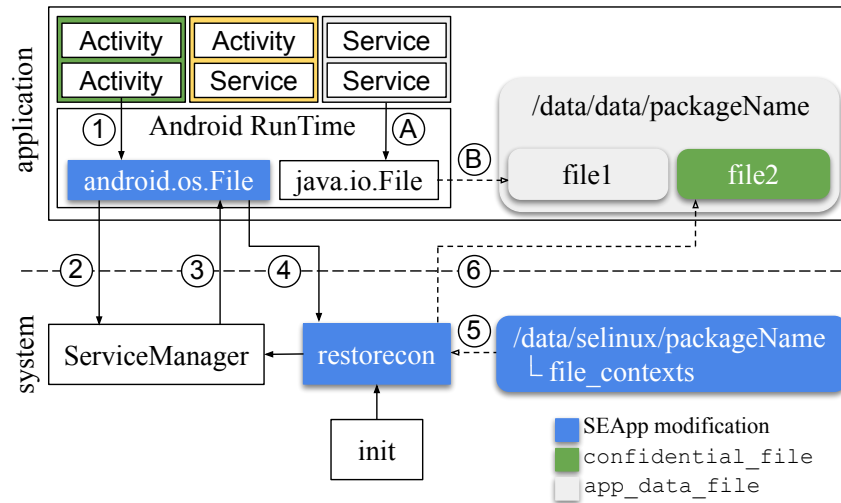 application
Activity
Activity
Activity
Service
Service
Service
1
Android RunTime
A
android.os.File
java.io.File
B
/data/data/packageName
file1
file2
2
3
4
6
system
ServiceManager
restorecon
5
/data/selinux/packageName
file_contexts
init
SEApp modification
confidential_file
app_data_file